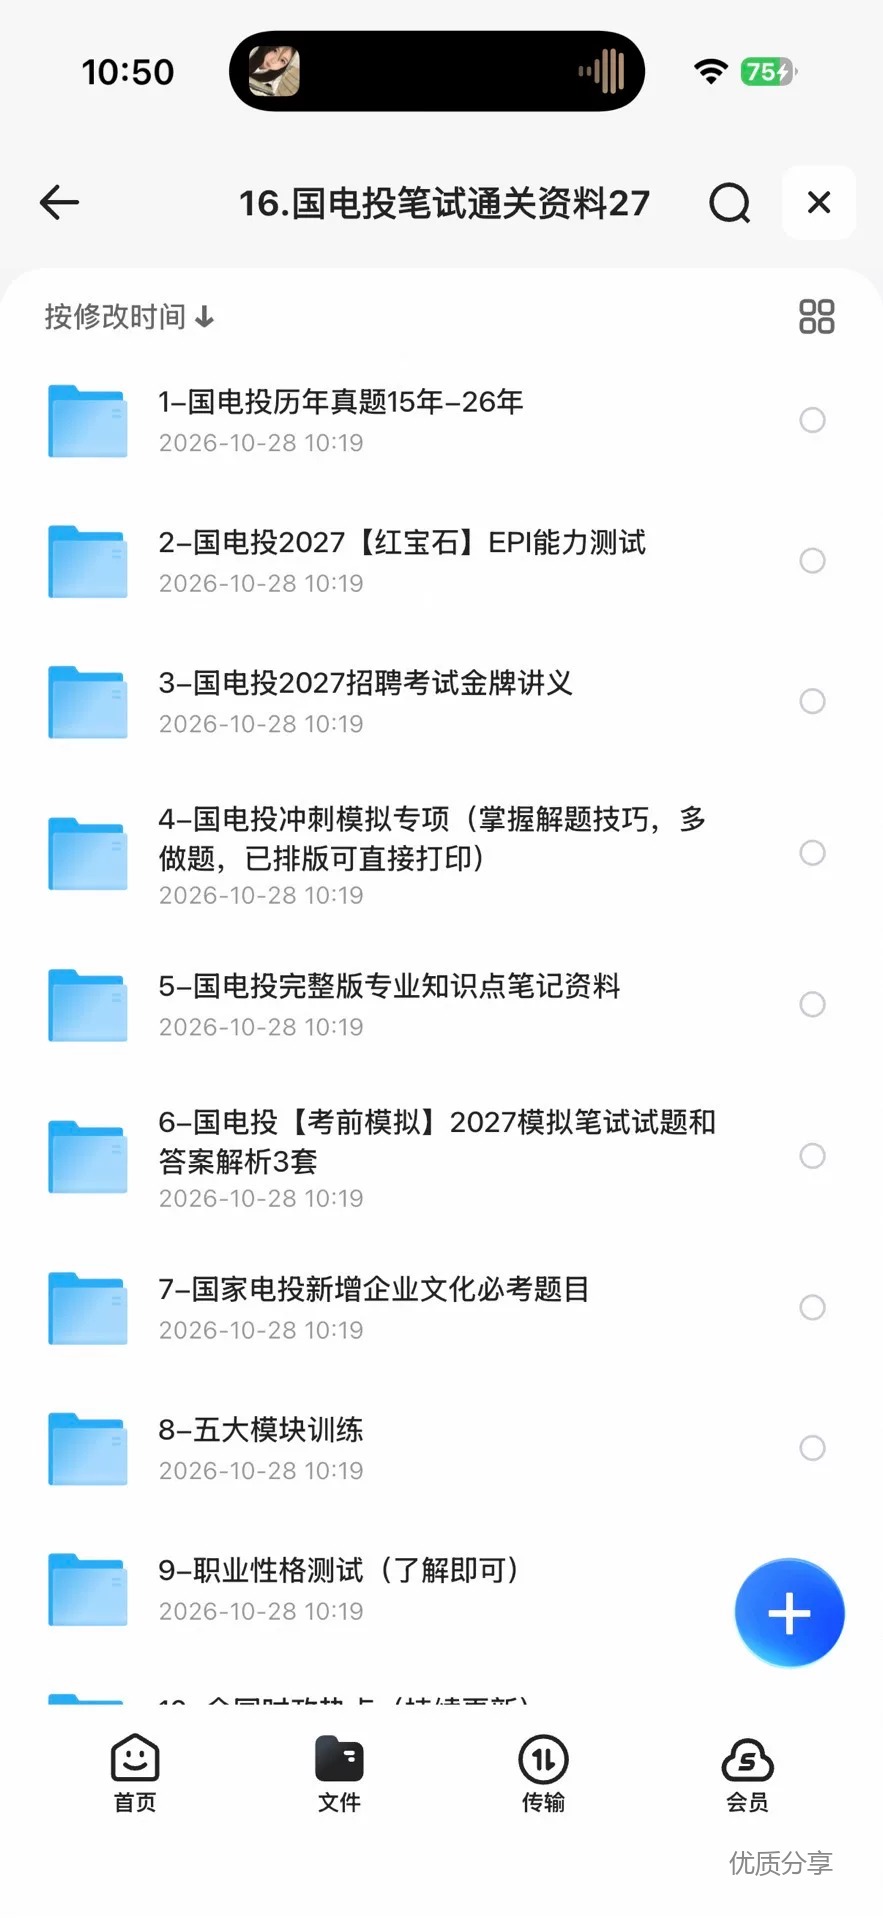 10:50
75
16.国电投笔试通关资料27
按修改时间
1-国电投历年真题15年-26年
2026-10-28 10:19
2-国电投2027【红宝石】EPI能力测试
2026-10-28 10:19
3-国电投2027招聘考试金牌讲义
2026-10-28 10:19
4-国电投冲刺模拟专项（掌握解题技巧，多
做题，已排版可直接打印）
2026-10-28 10:19
5-国电投完整版专业知识点笔记资料
2026-10-28 10:19
6-国电投【考前模拟】2027模拟笔试试题和
答案解析3套
2026-10-28 10:19
7-国家电投新增企业文化必考题目
2026-10-28 10:19
8-五大模块训练
2026-10-28 10:19
9-职业性格测试（了解即可）
2026-10-28 10:19
首页
文件
传输
会员
优质分享